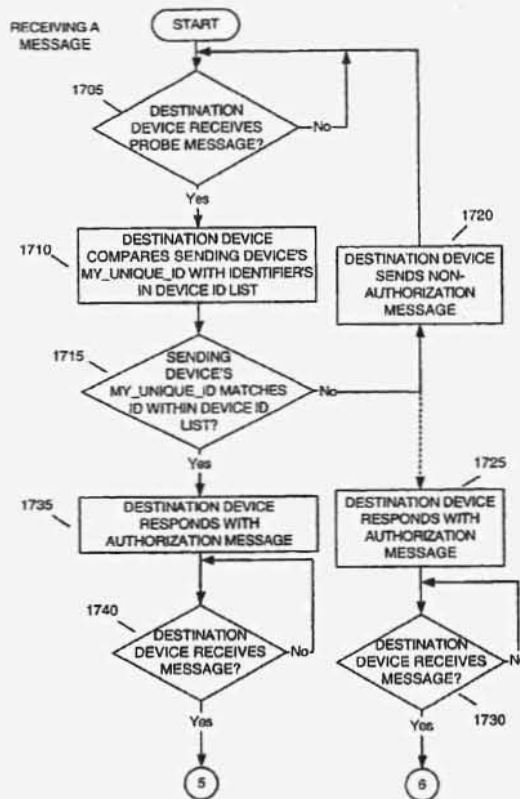 RECEIVING A
MESSAGE
START
1705
DESTINATION
DEVICE RECEIVES
PROBE MESSAGE?
No
Yes
1710
DESTINATION DEVICE
COMPARES SENDING DEVICE'S
MY_UNIQUE_ID WITH IDENTIFIER'S
IN DEVICE ID LIST
1720
DESTINATION DEVICE
SENDS NON-
AUTHORIZATION
MESSAGE
1715
SENDING
DEVICE'S
MY_UNIQUE_ID MATCHES
ID WITHIN DEVICE ID
LIST?
No
Yes
1735
DESTINATION DEVICE
RESPONDS WITH
AUTHORIZATION MESSAGE
1725
DESTINATION DEVICE
RESPONDS WITH
AUTHORIZATION
MESSAGE
1740
DESTINATION
DEVICE RECEIVES
MESSAGE?
No
Yes
5
DESTINATION
DEVICE RECEIVES
MESSAGE?
No
1730
Yes
6